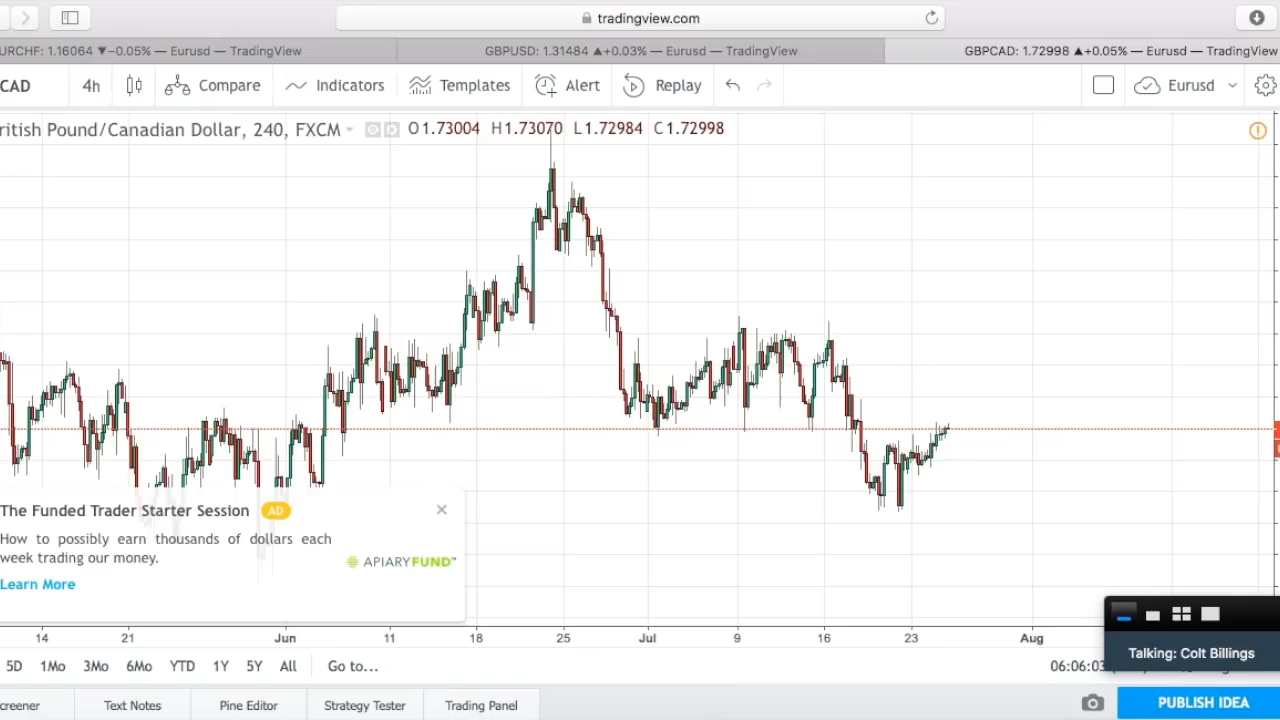 tradingview.com
URCHF: 1.16064 ▼−0.05% — Eurusd — TradingView
GBPUSD: 1.31484 ▲+0.03% — Eurusd — TradingView
GBPCAD: 1.72998 ▲+0.05% — Eurusd — TradingView
CAD 4h Compare Indicators Templates Alert Replay Eurusd
ritish Pound/Canadian Dollar, 240, FXCM O1.73004 H1.73070 L1.72984 C1.72998
The Funded Trader Starter Session AD
How to possibly earn thousands of dollars each
week trading our money.
APIARYFUND™
Learn More
14 21 Jun 11 18 25 Jul 9 16 23 Aug
Talking: Colt Billings
5D 1Mo 3Mo 6Mo YTD 1Y 5Y All Go to... 06:06:03
creener Text Notes Pine Editor Strategy Tester Trading Panel PUBLISH IDEA